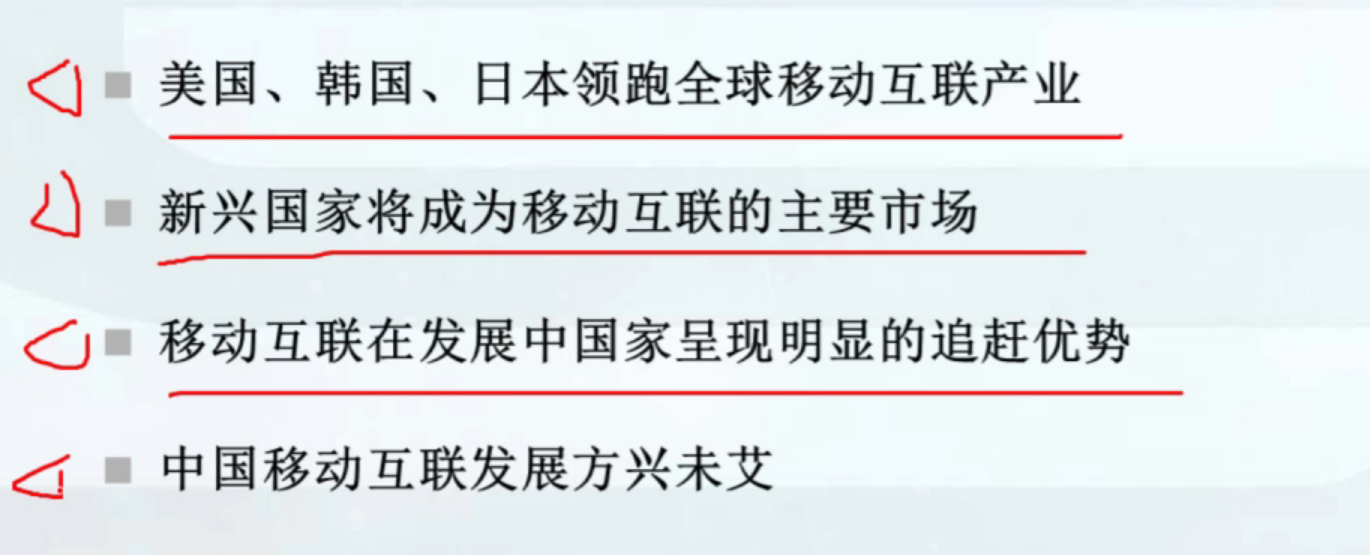 美国、韩国、日本领跑全球移动互联产业
新兴国家将成为移动互联的主要市场
移动互联在发展中国家呈现明显的追赶优势
中国移动互联发展方兴未艾